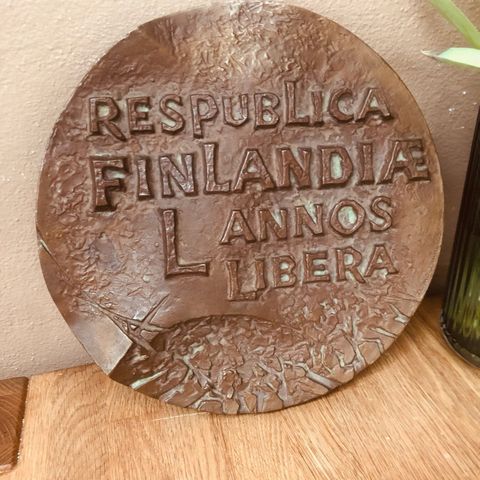 RESPUBLICA
FINLANDIÆ
L ANNOS
LIBERA